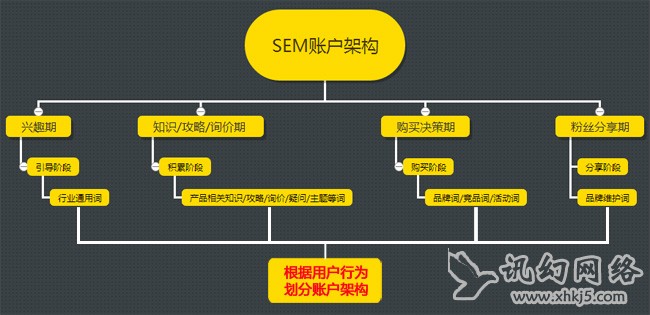 SEM账户架构
兴趣期
知识/攻略/询价期
购买决策期
粉丝分享期
引导阶段
积累阶段
购买阶段
分享阶段
行业通用词
产品相关知识/攻略/询价/疑问/主题等词
品牌词/竞品词/活动词
品牌维护词
根据用户行为
划分账户架构
讯幻网络
www.xhkj5.com